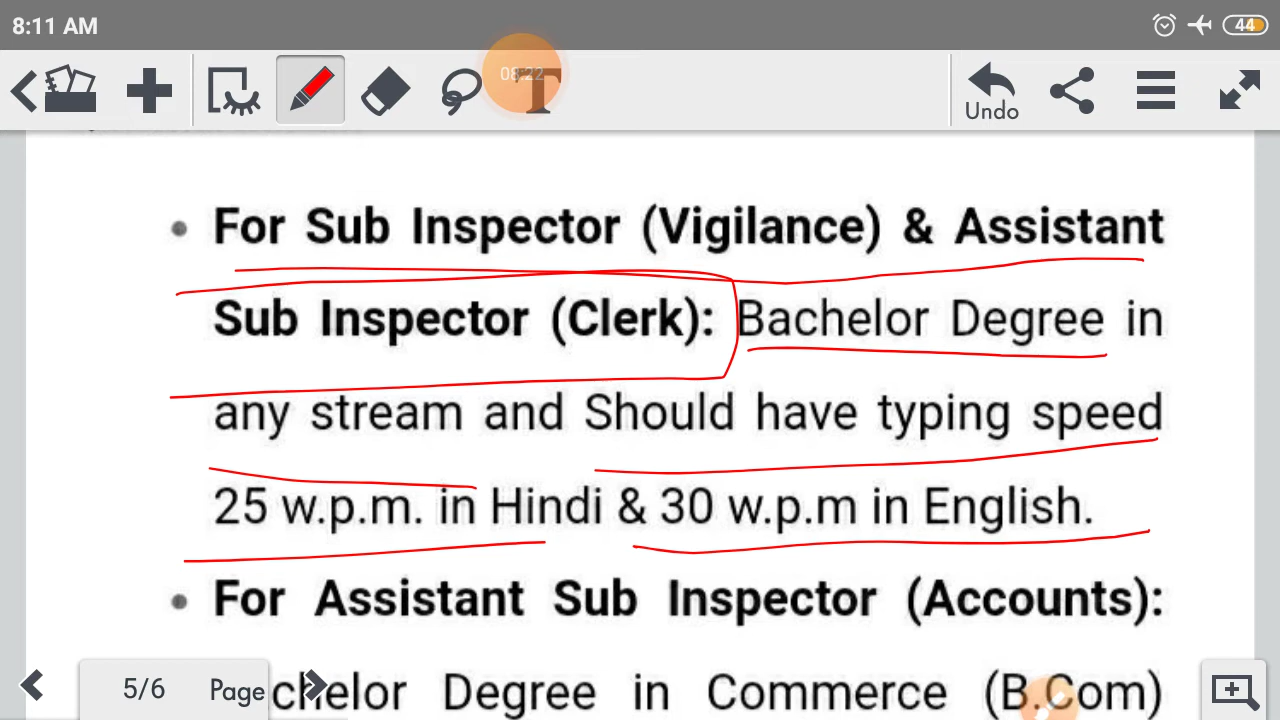 8:11 AM
44
08:22
T
Undo
For Sub Inspector (Vigilance) & Assistant
Sub Inspector (Clerk): Bachelor Degree in
any stream and Should have typing speed
25 w.p.m. in Hindi & 30 w.p.m in English.
For Assistant Sub Inspector (Accounts):
chelor Degree in Commerce (B.Com)
5/6 Page